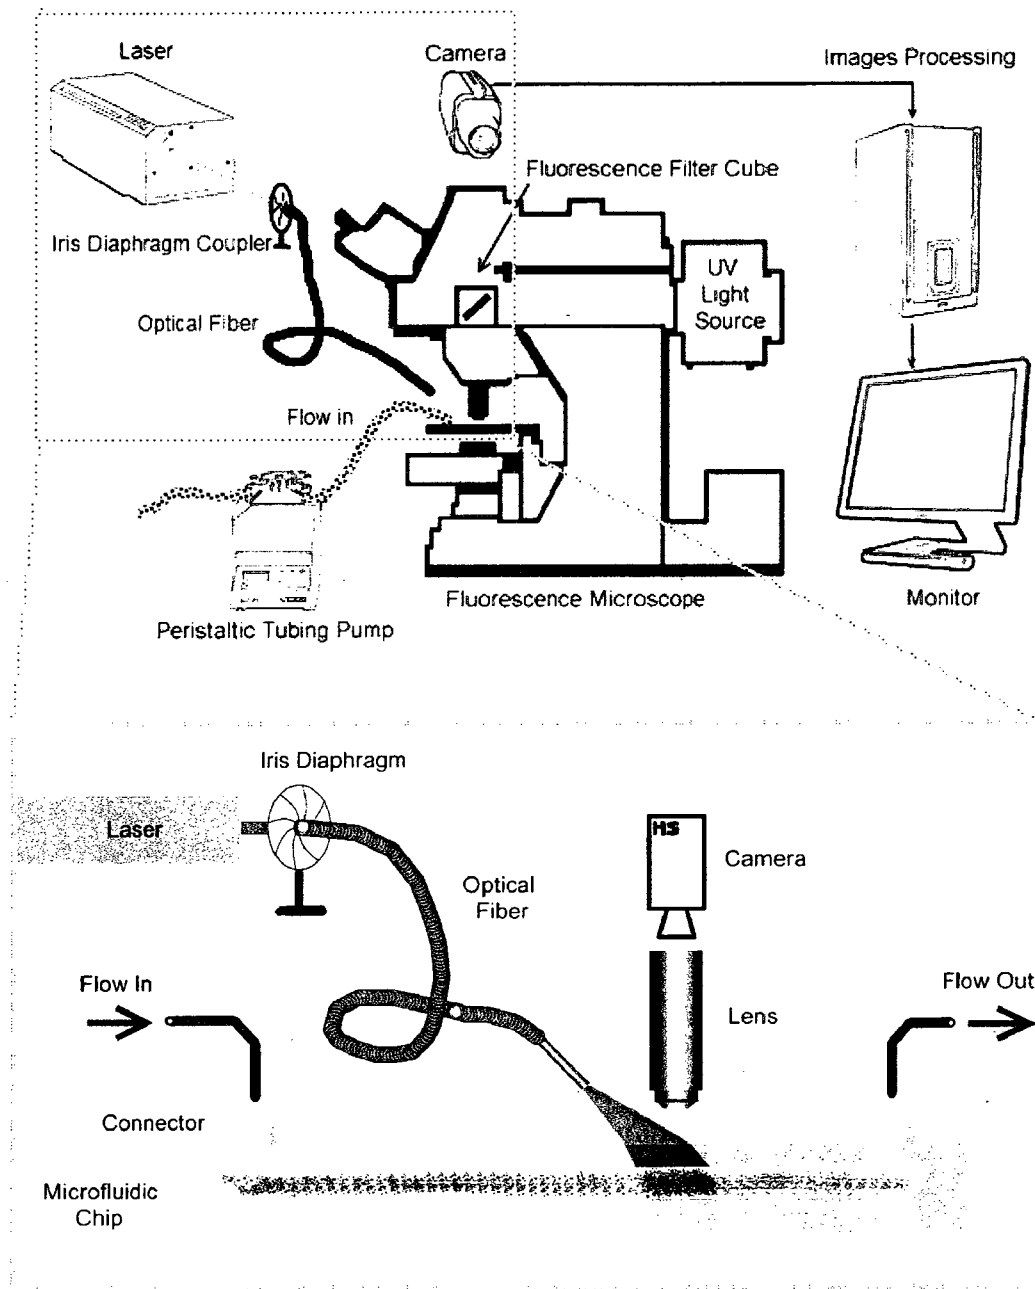 Laser
Camera
Images Processing
Fluorescence Filter Cube
Iris Diaphragm Coupler
UV
Light
Source
Optical Fiber
Flow in
Fluorescence Microscope
Monitor
Peristaltic Tubing Pump
Iris Diaphragm
Laser
HS
Camera
Optical
Fiber
Flow In
Flow Out
Lens
Connector
Microfluidic
Chip